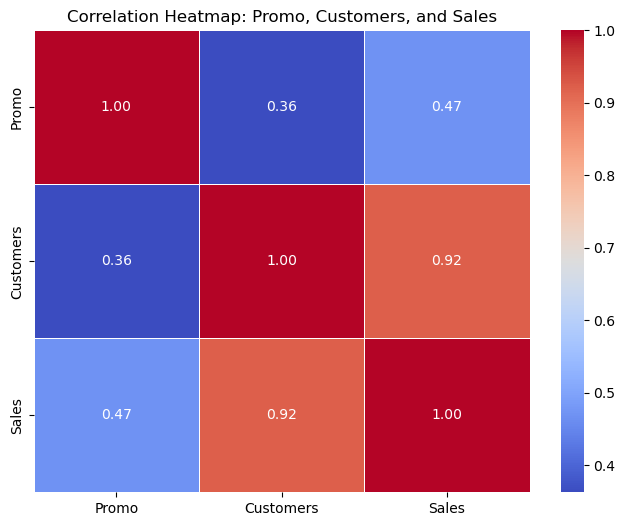 Correlation Heatmap: Promo, Customers, and Sales
Promo
1.00
0.36
0.47
Customers
0.36
1.00
0.92
Sales
0.47
0.92
1.00
Promo
Customers
Sales
1.0
0.9
0.8
0.7
0.6
0.5
0.4